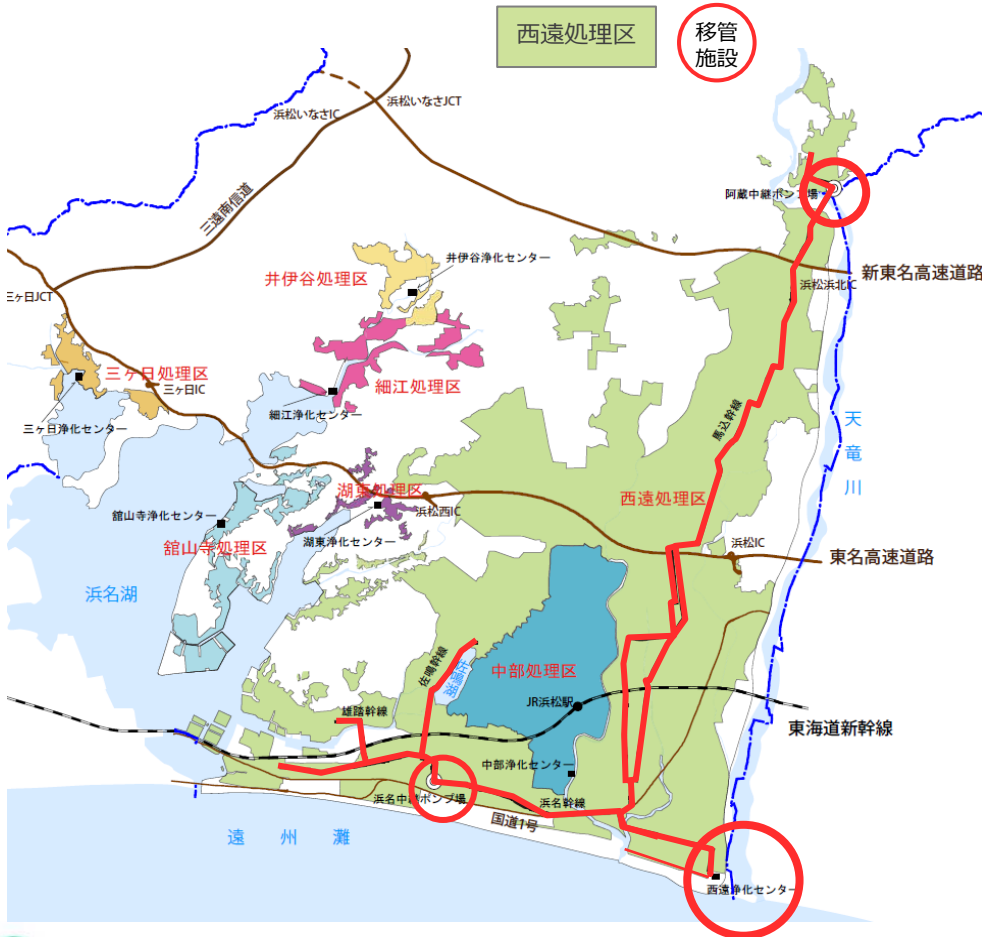 西遠処理区
移管
施設
浜松いなさJCT
浜松いなさIC
三遠南信道
阿蔵中継ポンプ場
井伊谷浄化センター
井伊谷処理区
新東名高速道路
浜松浜北IC
三ヶ日JCT
三ヶ日処理区
三ヶ日IC
細江処理区
細江浄化センター
三ヶ日浄化センター
馬込幹線
天竜川
湖東処理区
西遠処理区
浜松西IC
舘山寺浄化センター
湖東浄化センター
舘山寺処理区
浜松IC
東名高速道路
浜名湖
佐鳴幹線
佐鳴湖
中部処理区
JR浜松駅
雄踏幹線
東海道新幹線
中部浄化センター
浜名中継ポンプ場
浜名幹線
国道1号
遠州灘
西遠浄化センター